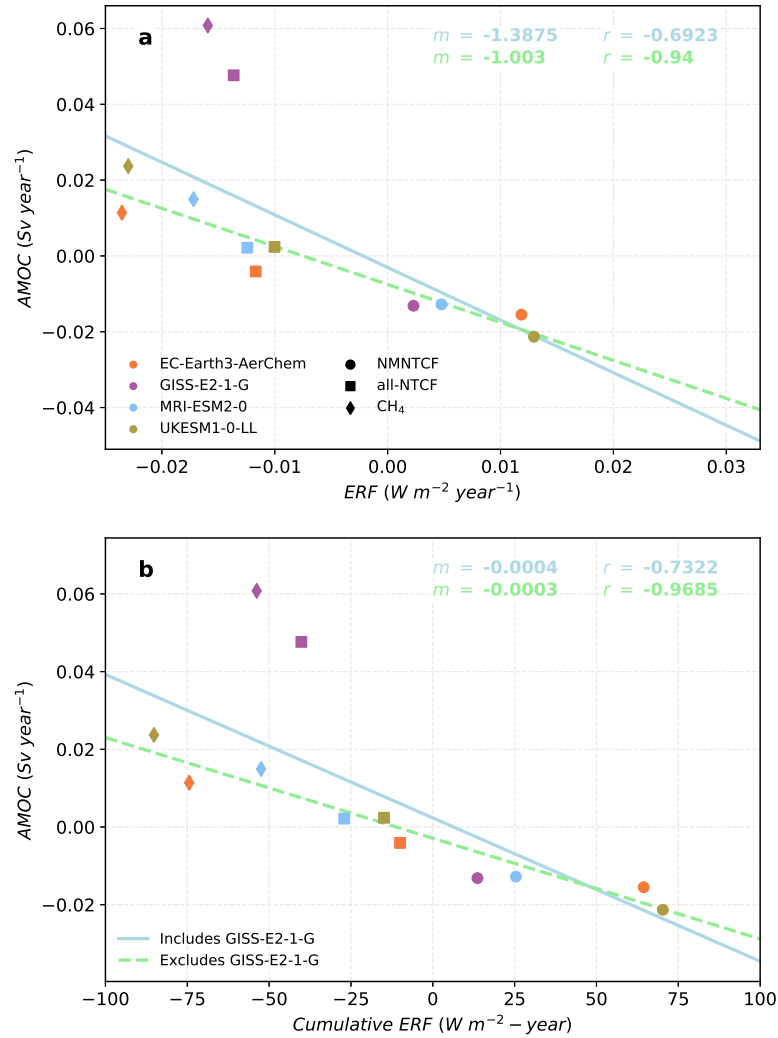 a
m = -1.3875 r = -0.6923
m = -1.003 r = -0.94
0.06
0.04
0.02
0.00
−0.02
−0.04
AMOC (Sv year⁻¹)
EC-Earth3-AerChem
GISS-E2-1-G
MRI-ESM2-0
UKESM1-0-LL
NMNTCF
all-NTCF
CH₄
−0.02 −0.01 0.00 0.01 0.02 0.03
ERF (W m⁻² year⁻¹)
b
m = -0.0004 r = -0.7322
m = -0.0003 r = -0.9685
0.06
0.04
0.02
0.00
−0.02
AMOC (Sv year⁻¹)
Includes GISS-E2-1-G
Excludes GISS-E2-1-G
−100 −75 −50 −25 0 25 50 75 100
Cumulative ERF (W m⁻² − year)